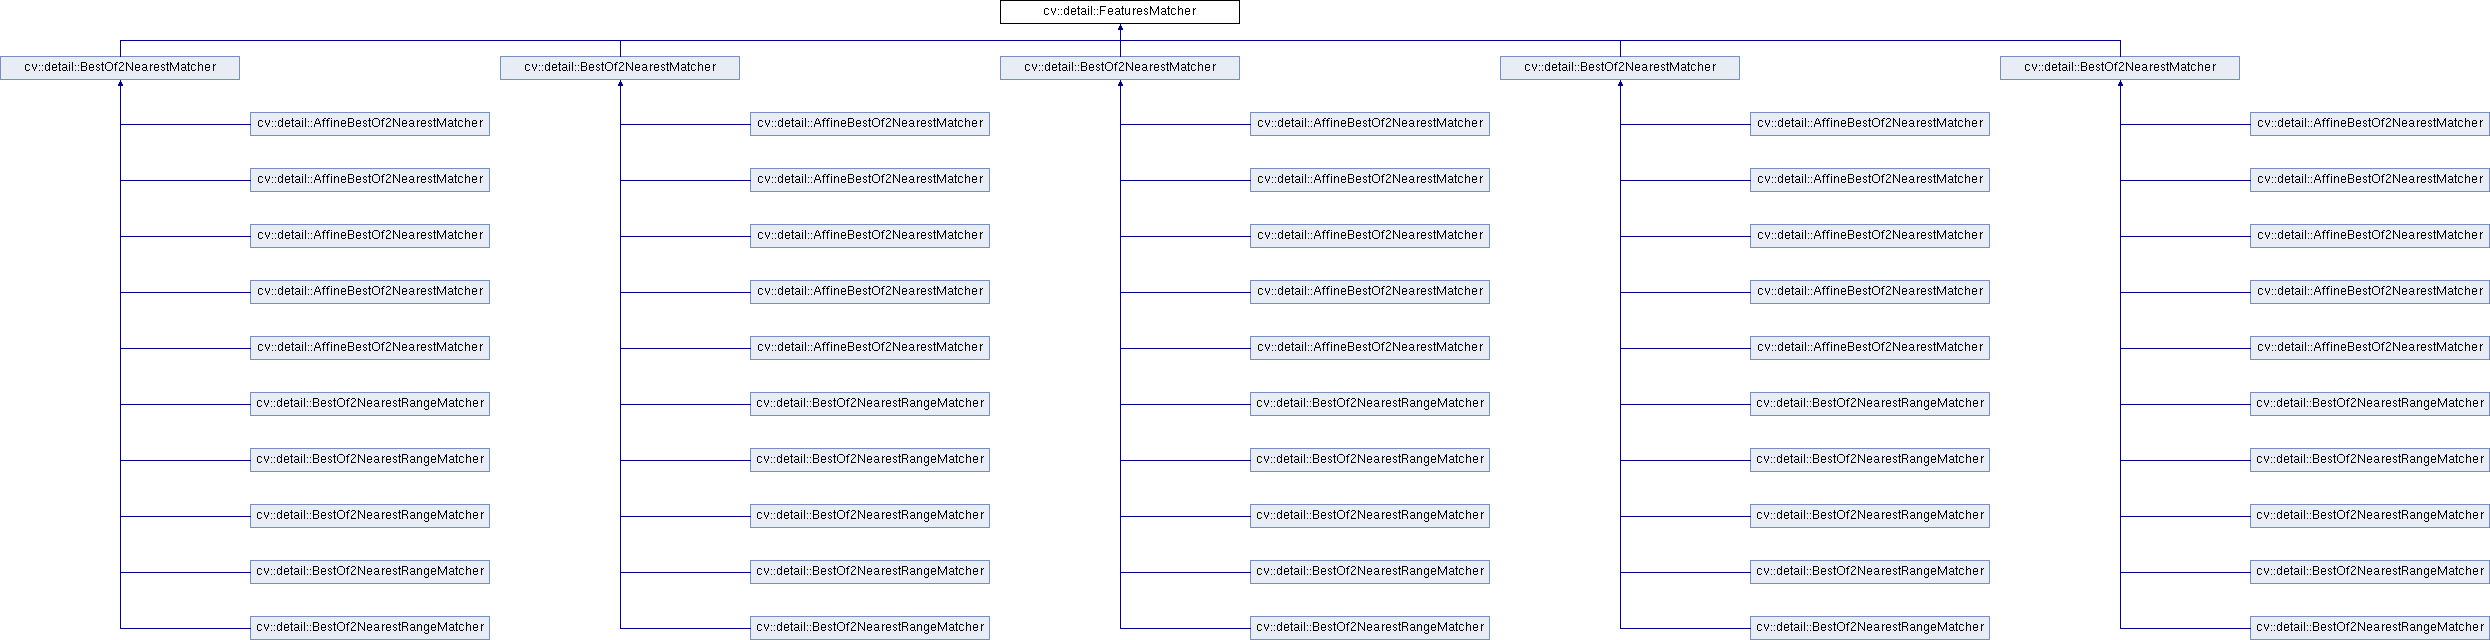 cv::detail::FeaturesMatcher
cv::detail::BestOf2NearestMatcher cv::detail::BestOf2NearestMatcher cv::detail::BestOf2NearestMatcher cv::detail::BestOf2NearestMatcher cv::detail::BestOf2NearestMatcher
cv::detail::AffineBestOf2NearestMatcher cv::detail::AffineBestOf2NearestMatcher cv::detail::AffineBestOf2NearestMatcher cv::detail::AffineBestOf2NearestMatcher cv::detail::AffineBestOf2NearestMatcher
cv::detail::AffineBestOf2NearestMatcher cv::detail::AffineBestOf2NearestMatcher cv::detail::AffineBestOf2NearestMatcher cv::detail::AffineBestOf2NearestMatcher cv::detail::AffineBestOf2NearestMatcher
cv::detail::AffineBestOf2NearestMatcher cv::detail::AffineBestOf2NearestMatcher cv::detail::AffineBestOf2NearestMatcher cv::detail::AffineBestOf2NearestMatcher cv::detail::AffineBestOf2NearestMatcher
cv::detail::AffineBestOf2NearestMatcher cv::detail::AffineBestOf2NearestMatcher cv::detail::AffineBestOf2NearestMatcher cv::detail::AffineBestOf2NearestMatcher cv::detail::AffineBestOf2NearestMatcher
cv::detail::AffineBestOf2NearestMatcher cv::detail::AffineBestOf2NearestMatcher cv::detail::AffineBestOf2NearestMatcher cv::detail::AffineBestOf2NearestMatcher cv::detail::AffineBestOf2NearestMatcher
cv::detail::BestOf2NearestRangeMatcher cv::detail::BestOf2NearestRangeMatcher cv::detail::BestOf2NearestRangeMatcher cv::detail::BestOf2NearestRangeMatcher cv::detail::BestOf2NearestRangeMatcher
cv::detail::BestOf2NearestRangeMatcher cv::detail::BestOf2NearestRangeMatcher cv::detail::BestOf2NearestRangeMatcher cv::detail::BestOf2NearestRangeMatcher cv::detail::BestOf2NearestRangeMatcher
cv::detail::BestOf2NearestRangeMatcher cv::detail::BestOf2NearestRangeMatcher cv::detail::BestOf2NearestRangeMatcher cv::detail::BestOf2NearestRangeMatcher cv::detail::BestOf2NearestRangeMatcher
cv::detail::BestOf2NearestRangeMatcher cv::detail::BestOf2NearestRangeMatcher cv::detail::BestOf2NearestRangeMatcher cv::detail::BestOf2NearestRangeMatcher cv::detail::BestOf2NearestRangeMatcher
cv::detail::BestOf2NearestRangeMatcher cv::detail::BestOf2NearestRangeMatcher cv::detail::BestOf2NearestRangeMatcher cv::detail::BestOf2NearestRangeMatcher cv::detail::BestOf2NearestRangeMatcher